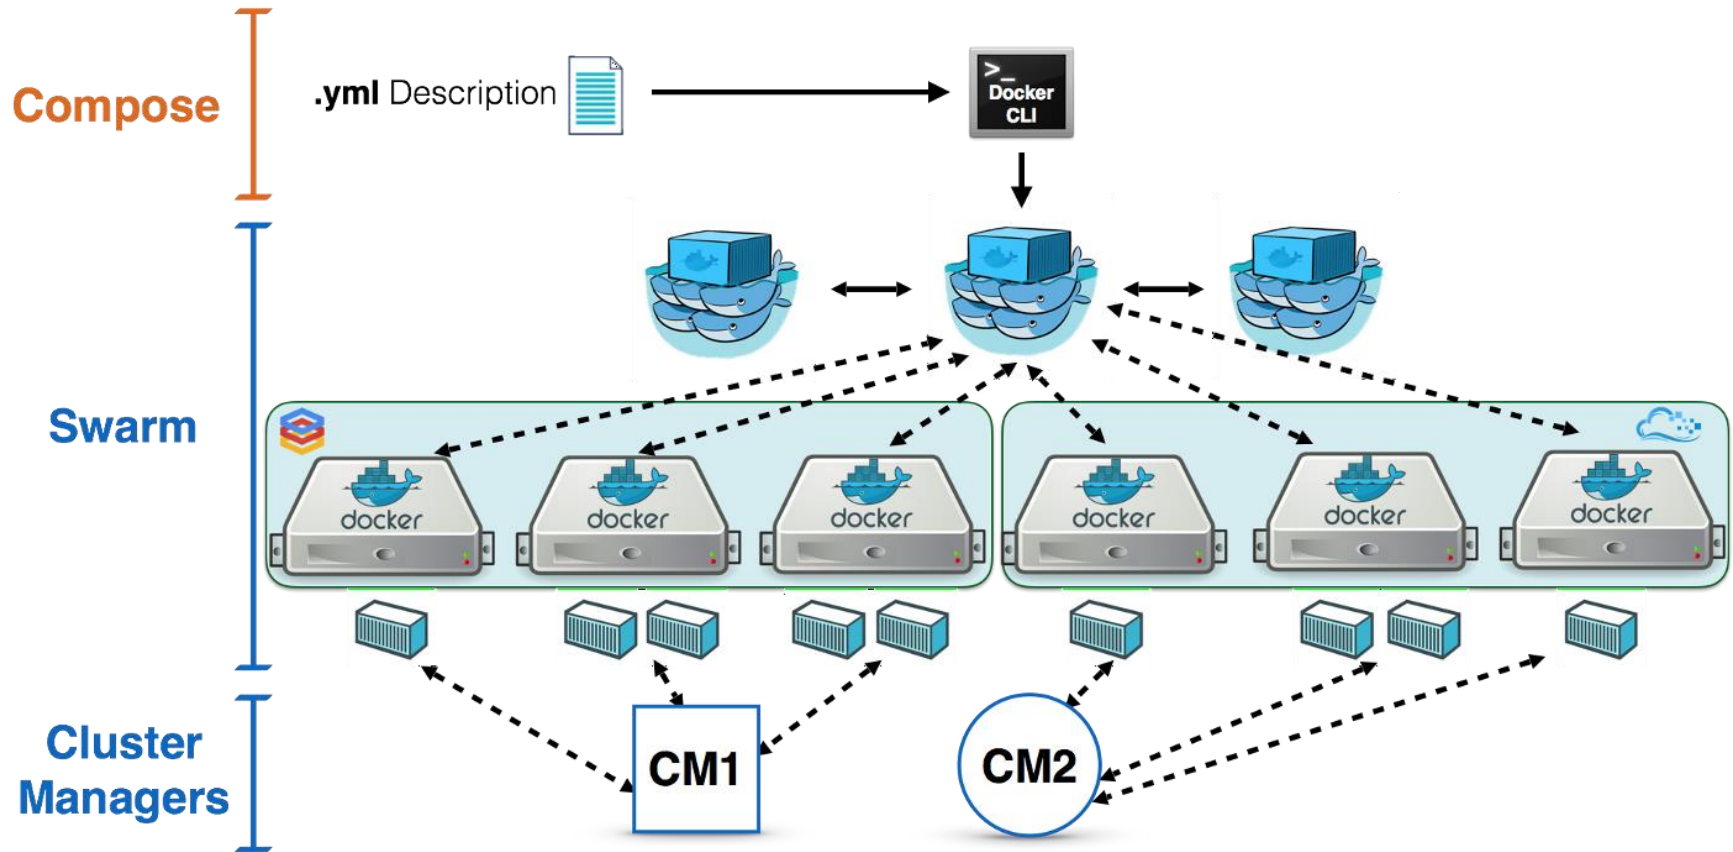 Compose
.yml Description
>_
Docker
CLI
Swarm
docker
docker
docker
docker
docker
docker
Cluster
Managers
CM1
CM2